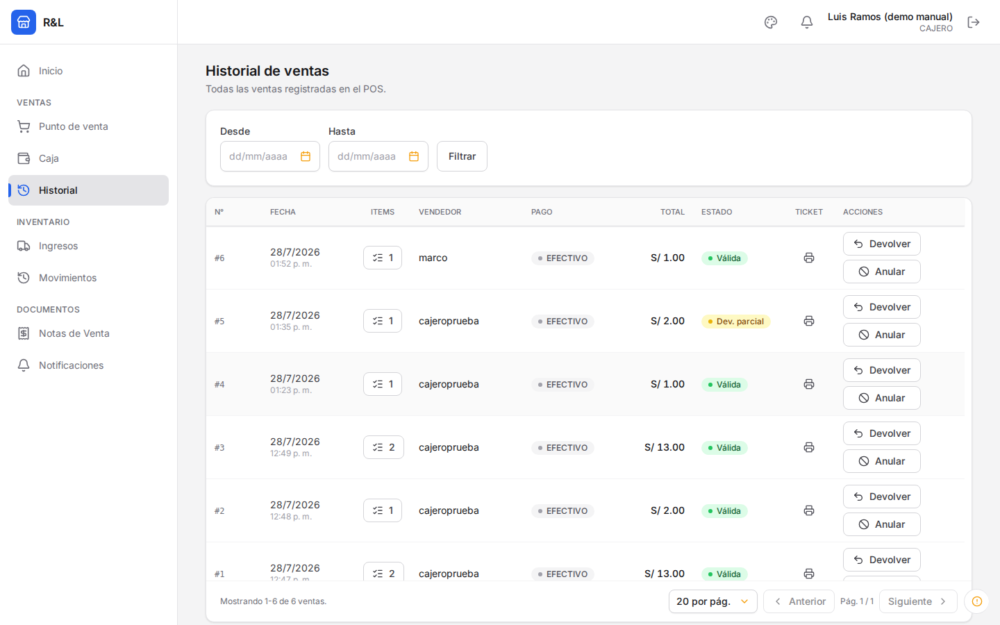 R&L
Luis Ramos (demo manual)
CAJERO
Inicio
VENTAS
Punto de venta
Caja
Historial
INVENTARIO
Ingresos
Movimientos
DOCUMENTOS
Notas de Venta
Notificaciones
Historial de ventas
Todas las ventas registradas en el POS.
Desde Hasta
dd/mm/aaaa dd/mm/aaaa Filtrar
N° FECHA ITEMS VENDEDOR PAGO TOTAL ESTADO TICKET ACCIONES
#6 28/7/2026 01:52 p. m. 1 marco EFECTIVO S/ 1.00 Válida Devolver
Anular
#5 28/7/2026 01:35 p. m. 1 cajeroprueba EFECTIVO S/ 2.00 Dev. parcial Devolver
Anular
#4 28/7/2026 01:23 p. m. 1 cajeroprueba EFECTIVO S/ 1.00 Válida Devolver
Anular
#3 28/7/2026 12:49 p. m. 2 cajeroprueba EFECTIVO S/ 13.00 Válida Devolver
Anular
#2 28/7/2026 12:48 p. m. 1 cajeroprueba EFECTIVO S/ 2.00 Válida Devolver
Anular
#1 28/7/2026 12:47 p. m. 2 cajeroprueba EFECTIVO S/ 13.00 Válida Devolver
Mostrando 1-6 de 6 ventas. 20 por pág. Anterior Pág. 1 / 1 Siguiente